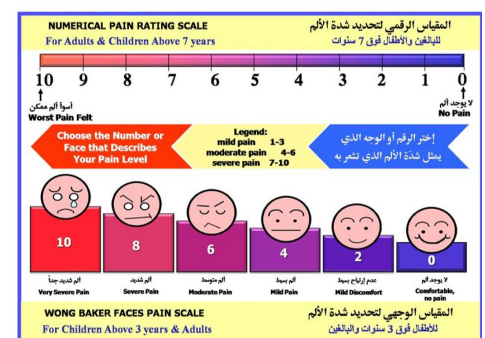 NUMERICAL PAIN RATING SCALE
المقياس الرقمي لتحديد شدة الألم
For Adults & Children Above 7 years
للبالغين والأطفال فوق 7 سنوات
10 9 8 7 6 5 4 3 2 1 0
أسوأ ألم ممكن
Worst Pain Felt
لا يوجد ألم
No Pain
Choose the Number or
Face that Describes
Your Pain Level
Legend:
mild pain 1-3
moderate pain 4-6
severe pain 7-10
إختر الرقم أو الوجه الذي
يمثل شدّة الألم الذي تشعر به
10 8 6 4 2 0
ألم شديد جداً
Very Severe Pain
ألم شديد
Severe Pain
ألم متوسط
Moderate Pain
ألم بسيط
Mild Pain
عدم إرتياح بسيط
Mild Discomfort
لا يوجد ألم
Comfortable,
no pain
WONG BAKER FACES PAIN SCALE
المقياس الوجهي لتحديد شدة الألم
For Children Above 3 years & Adults
للأطفال فوق 3 سنوات والبالغين